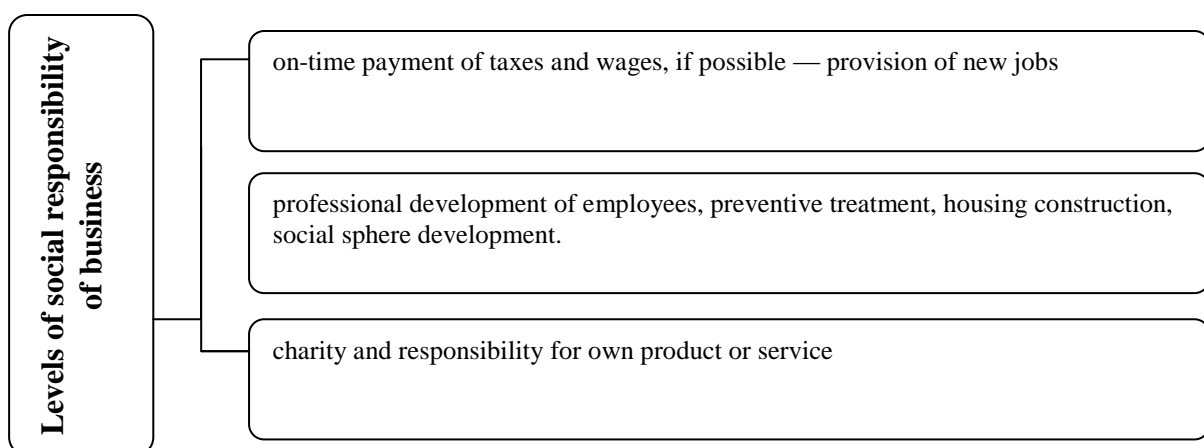 Levels of social responsibility
of business
on-time payment of taxes and wages, if possible — provision of new jobs
professional development of employees, preventive treatment, housing construction,
social sphere development.
charity and responsibility for own product or service